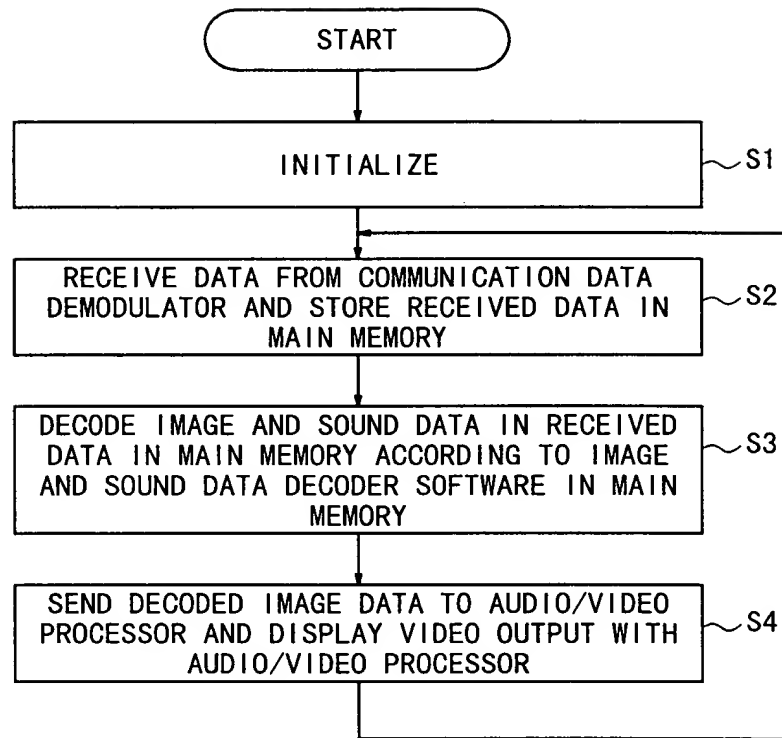 START
INITIALIZE
S1
RECEIVE DATA FROM COMMUNICATION DATA
DEMODULATOR AND STORE RECEIVED DATA IN
MAIN MEMORY
S2
DECODE IMAGE AND SOUND DATA IN RECEIVED
DATA IN MAIN MEMORY ACCORDING TO IMAGE
AND SOUND DATA DECODER SOFTWARE IN MAIN
MEMORY
S3
SEND DECODED IMAGE DATA TO AUDIO/VIDEO
PROCESSOR AND DISPLAY VIDEO OUTPUT WITH
AUDIO/VIDEO PROCESSOR
S4